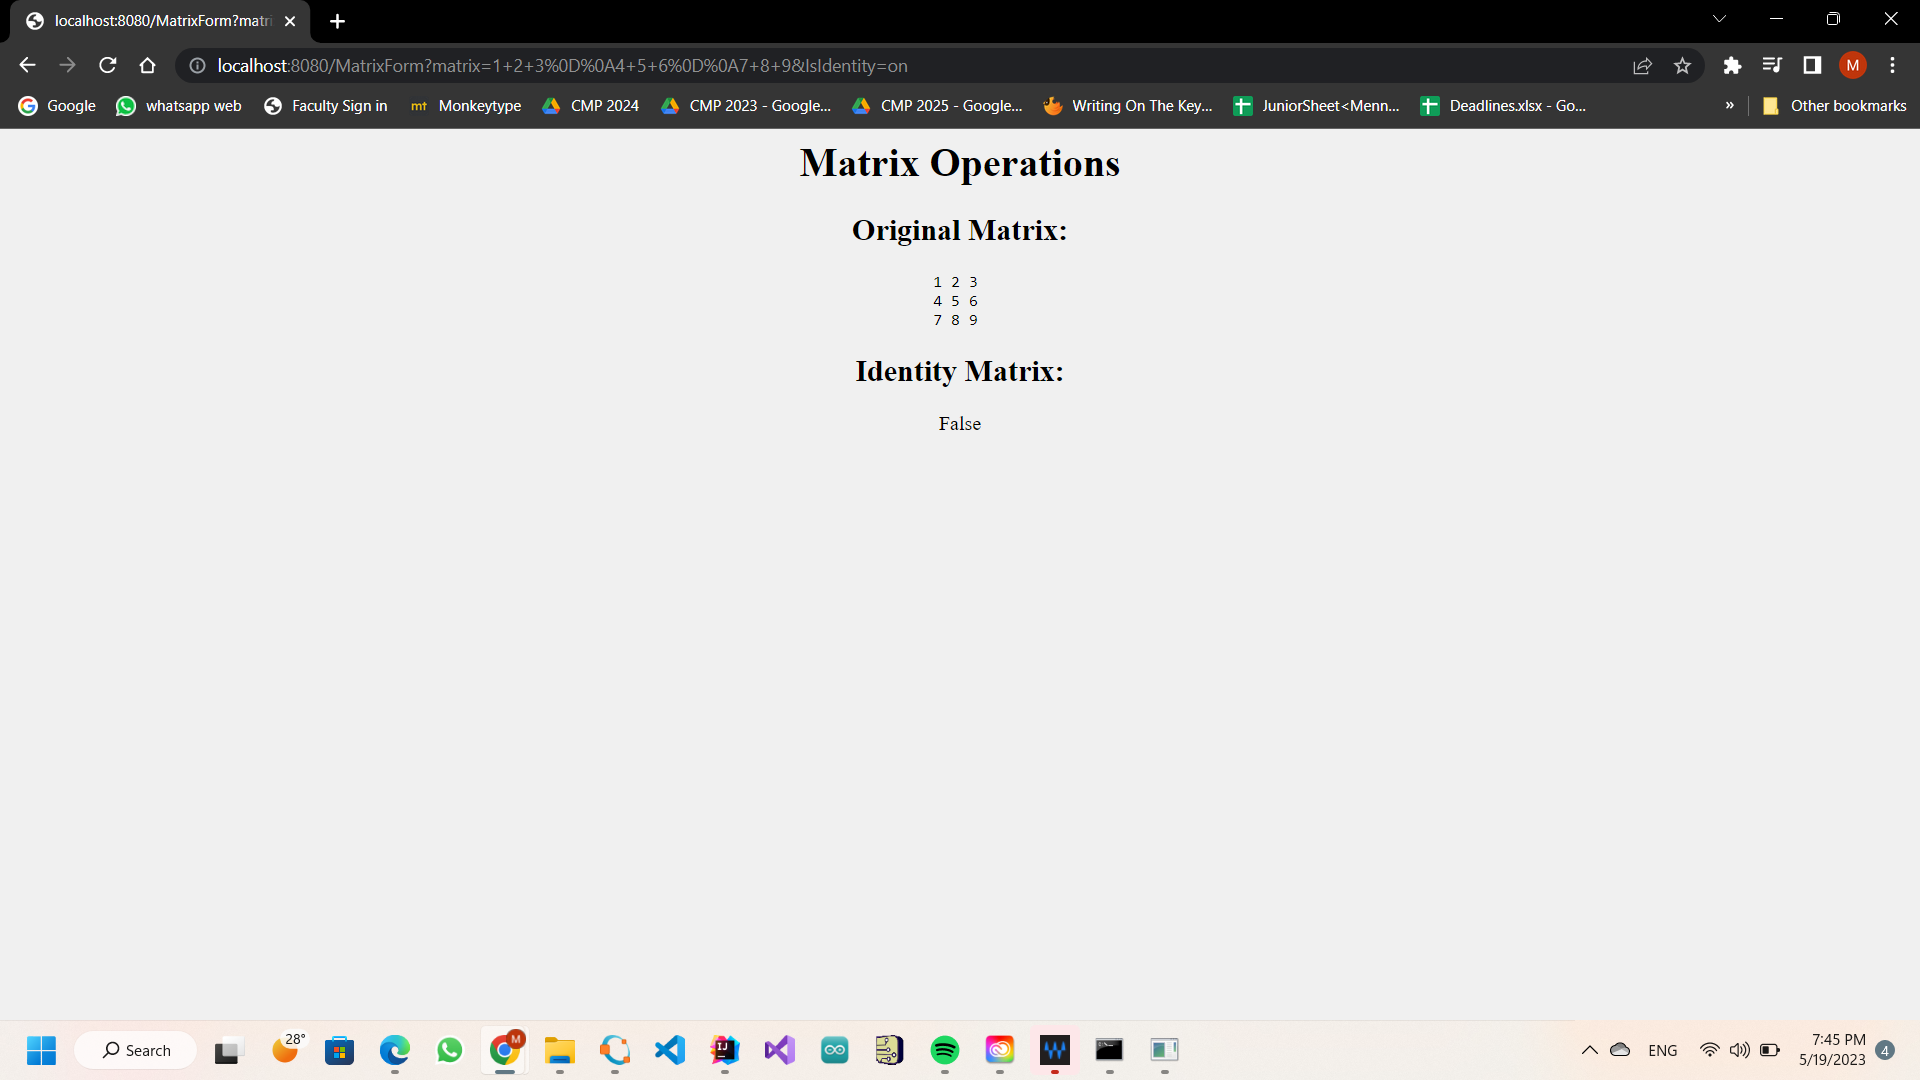 localhost:8080/MatrixForm?matri
localhost:8080/MatrixForm?matrix=1+2+3%0D%0A4+5+6%0D%0A7+8+9&IsIdentity=on
M
Google whatsapp web Faculty Sign in mt Monkeytype CMP 2024 CMP 2023 - Google... CMP 2025 - Google... Writing On The Key... JuniorSheet<Menn... Deadlines.xlsx - Go... » Other bookmarks
Matrix Operations
Original Matrix:
1 2 3
4 5 6
7 8 9
Identity Matrix:
False
Search 28° M IJ ENG 7:45 PM
5/19/2023 4